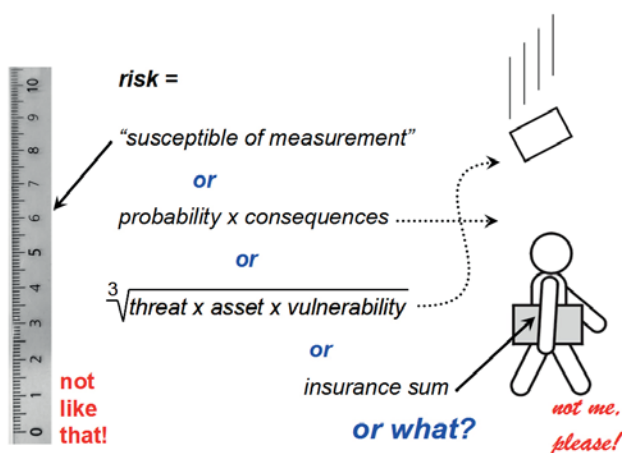 risk =
“susceptible of measurement”
or
probability x consequences
or
3√threat x asset x vulnerability
or
insurance sum
or what?
not
like
that!
not me,
please!
10
9
8
7
6
5
4
3
2
1
0